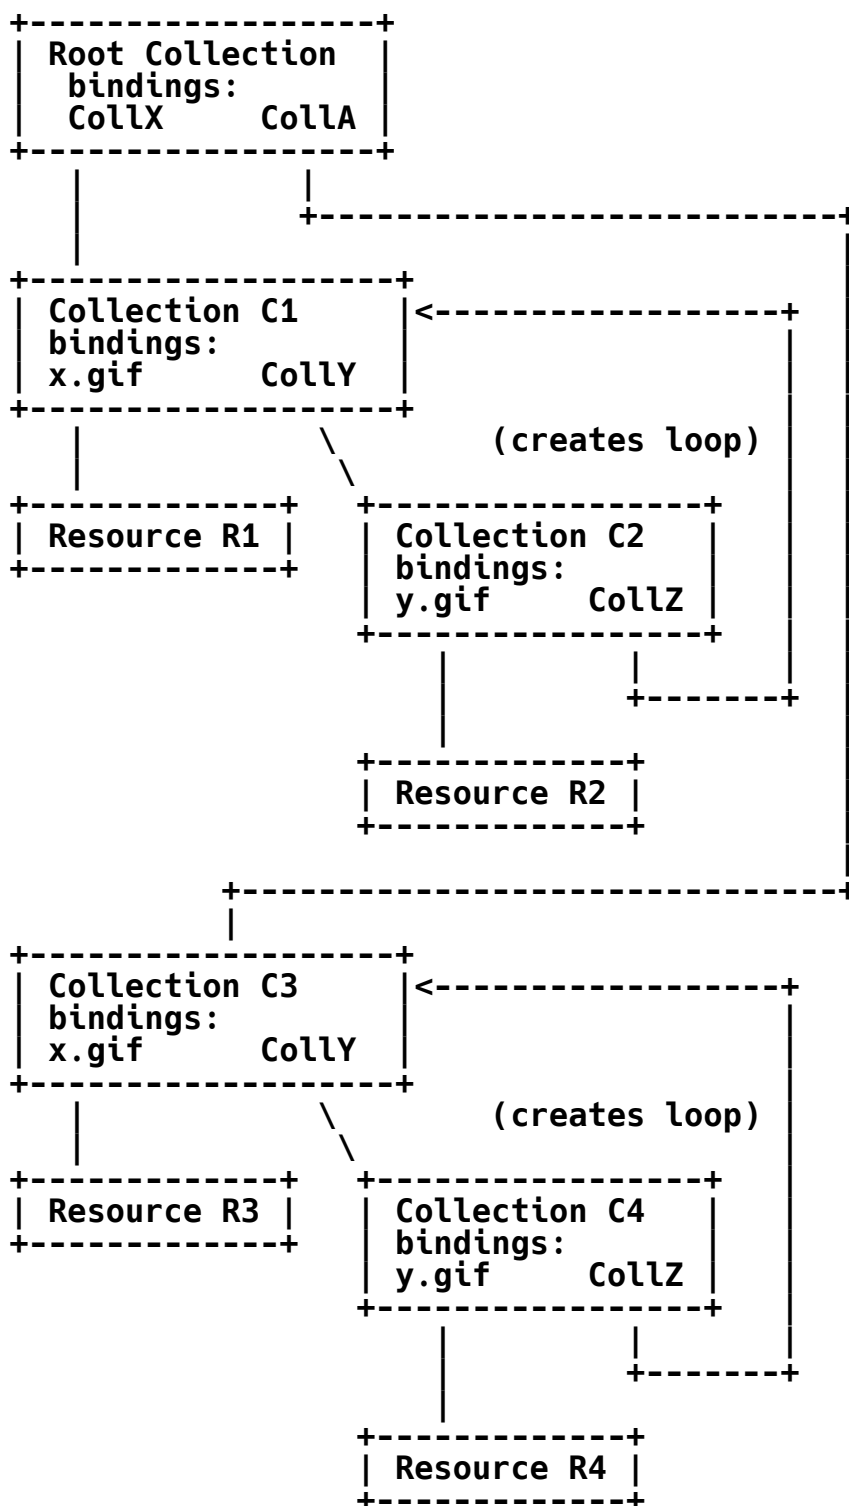 Root Collection
bindings:
CollX CollA
Collection C1
bindings:
x.gif CollY
(creates loop)
Resource R1
Collection C2
bindings:
y.gif CollZ
Resource R2
Collection C3
bindings:
x.gif CollY
(creates loop)
Resource R3
Collection C4
bindings:
y.gif CollZ
Resource R4